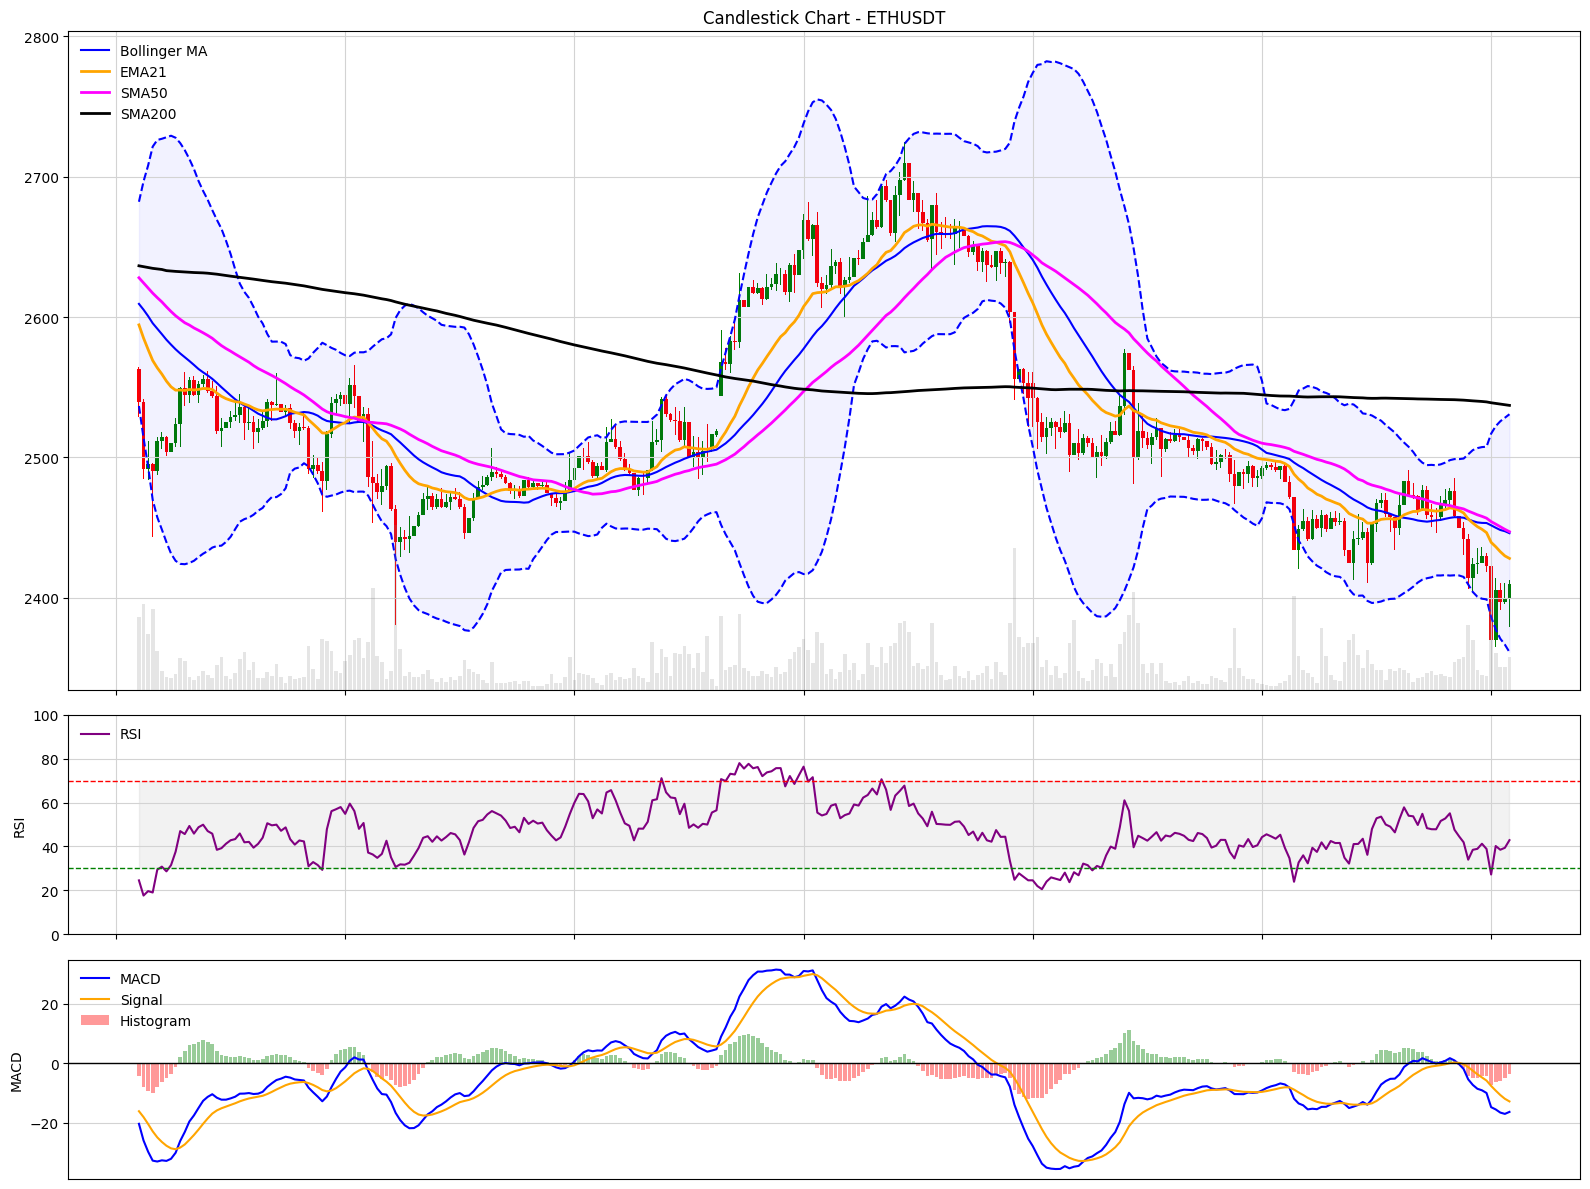 Candlestick Chart - ETHUSDT
2800
2700
2600
2500
2400
Bollinger MA
EMA21
SMA50
SMA200
100
80
60
40
20
0
RSI
RSI
20
0
−20
MACD
MACD
Signal
Histogram